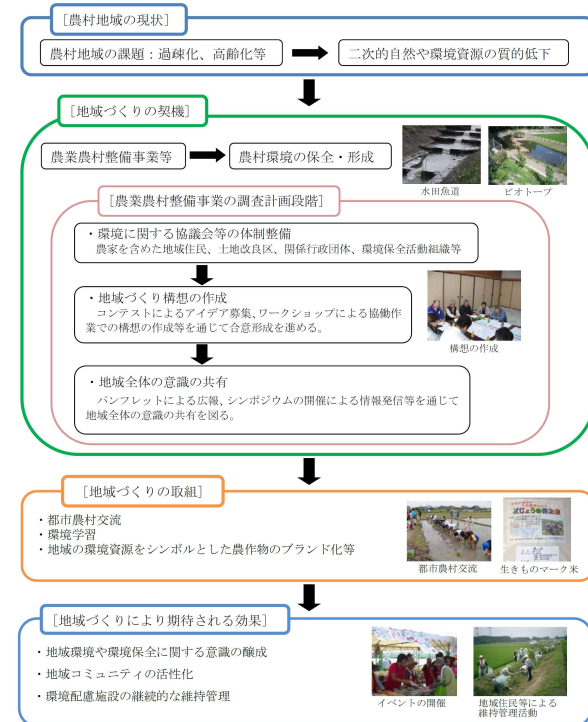 [農村地域の現状]
農村地域の課題：過疎化、高齢化等
二次的自然や環境資源の質的低下
[地域づくりの契機]
農業農村整備事業等
農村環境の保全・形成
水田魚道
ビオトープ
[農業農村整備事業の調査計画段階]
・環境に関する協議会等の体制整備
農家を含めた地域住民、土地改良区、関係行政団体、環境保全活動組織等
・地域づくり構想の作成
コンテストによるアイデア募集、ワークショップによる協働作
業での構想の作成等を通じて合意形成を進める。
構想の作成
・地域全体の意識の共有
パンフレットによる広報、シンポジウムの開催による情報発信等を通じて
地域全体の意識の共有を図る。
[地域づくりの取組]
・都市農村交流
・環境学習
・地域の環境資源をシンボルとした農作物のブランド化等
都市農村交流
生きものマーク米
[地域づくりにより期待される効果]
・地域環境や環境保全に関する意識の醸成
・地域コミュニティの活性化
・環境配慮施設の継続的な維持管理
イベントの開催
地域住民等による
維持管理活動